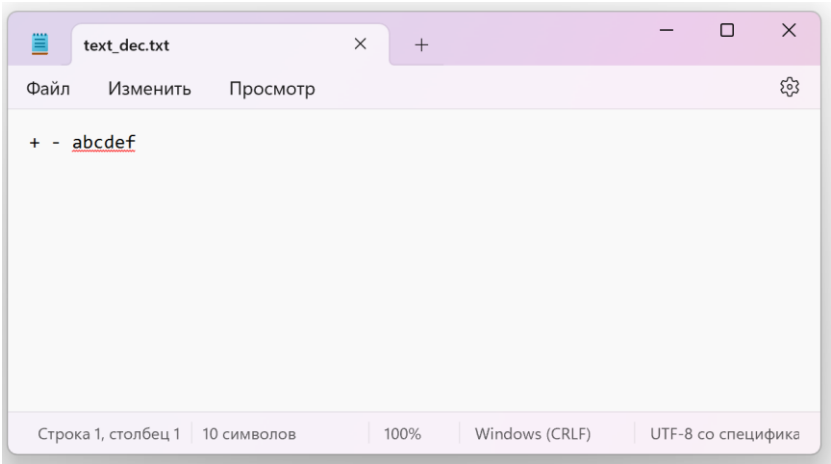 text_dec.txt
Файл Изменить Просмотр
+ - abcdef
Строка 1, столбец 1 10 символов 100% Windows (CRLF) UTF-8 со специфика